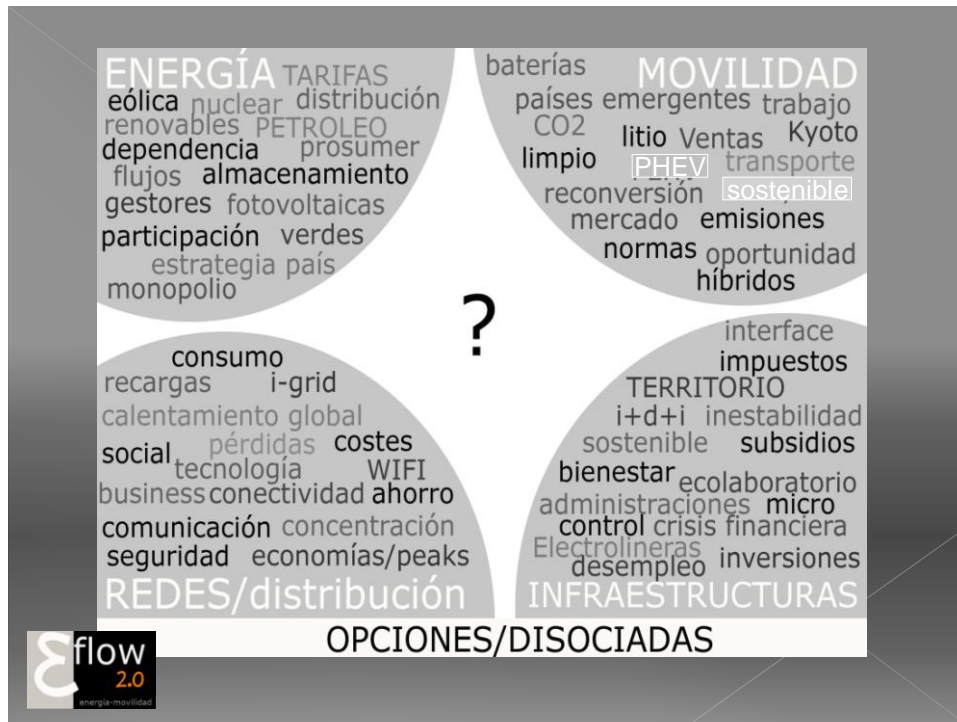 ENERGÍA TARIFAS
eólica nuclear distribución
renovables PETROLEO
dependencia prosumer
flujos almacenamiento
gestores fotovoltaicas
participación verdes
estrategia país
monopolio
baterías MOVILIDAD
países emergentes trabajo
CO2 litio Ventas Kyoto
limpio PHEV transporte
reconversión sostenible
mercado emisiones
normas oportunidad
híbridos
?
consumo
recargas i-grid
calentamiento global
social pérdidas costes
tecnología WIFI
business conectividad ahorro
comunicación concentración
seguridad economías/peaks
REDES/distribución
interface
impuestos
TERRITORIO
i+d+i inestabilidad
sostenible subsidios
bienestar ecolaboratorio
administraciones micro
control crisis financiera
Electrolineras
desempleo inversiones
INFRAESTRUCTURAS
OPCIONES/DISOCIADAS
εflow
2.0
energía-movilidad